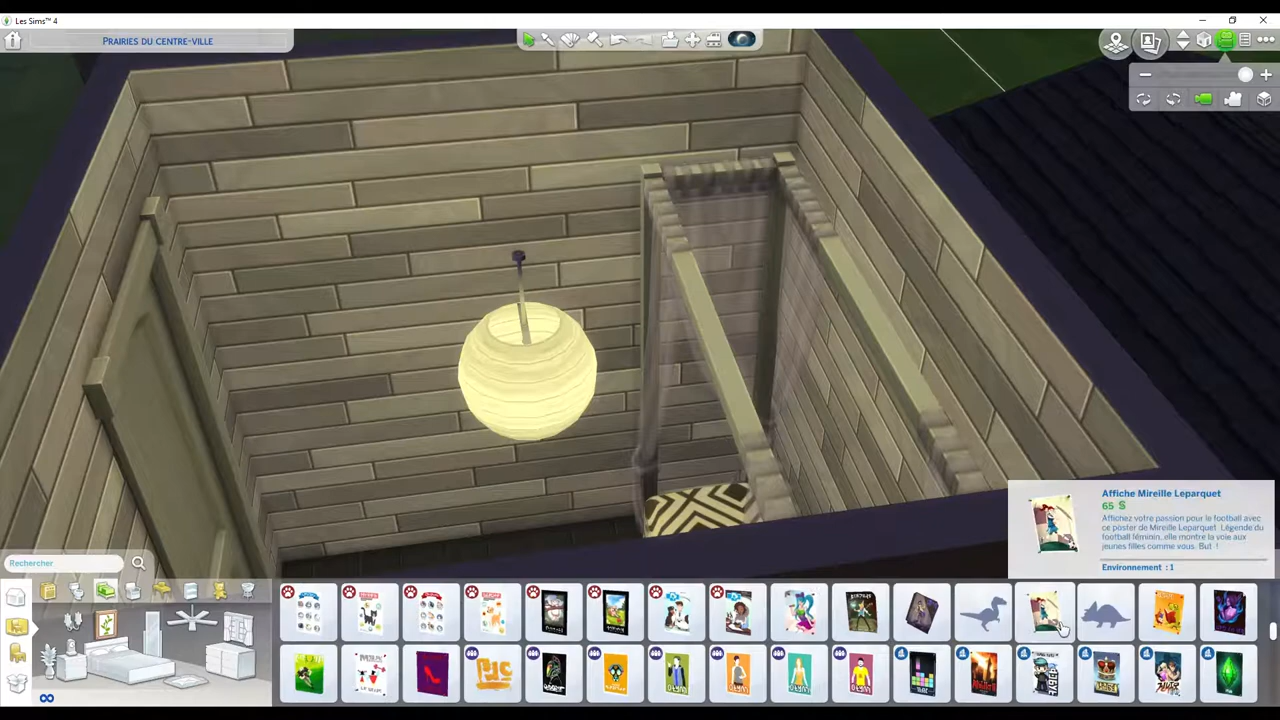 Les Sims™ 4
PRAIRIES DU CENTRE-VILLE
Affiche Mireille Leparquet
65 §
Affichez votre passion pour le football avec
ce poster de Mireille Leparquet. Légende du
football féminin, elle montre la voie aux
jeunes filles comme vous. But !
Environnement : 1
Rechercher